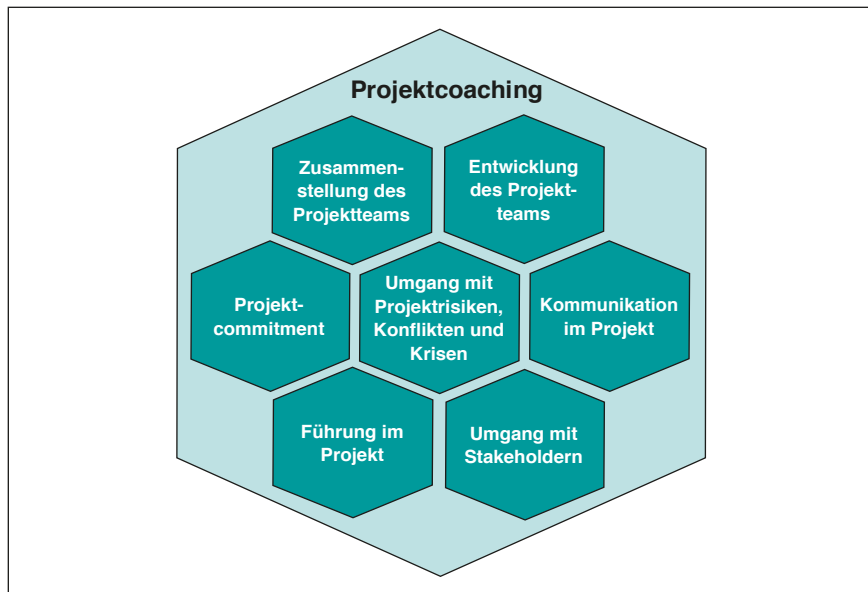 Projektcoaching
Zusammen-
stellung des
Projektteams
Entwicklung
des Projekt-
teams
Projekt-
commitment
Umgang mit
Projektrisiken,
Konflikten und
Krisen
Kommunikation
im Projekt
Führung im
Projekt
Umgang mit
Stakeholdern